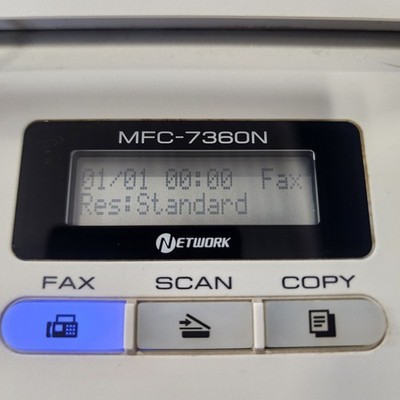 MFC-7360N
01/01 00:00 Fax
Res:Standard
NETWORK
FAX SCAN COPY